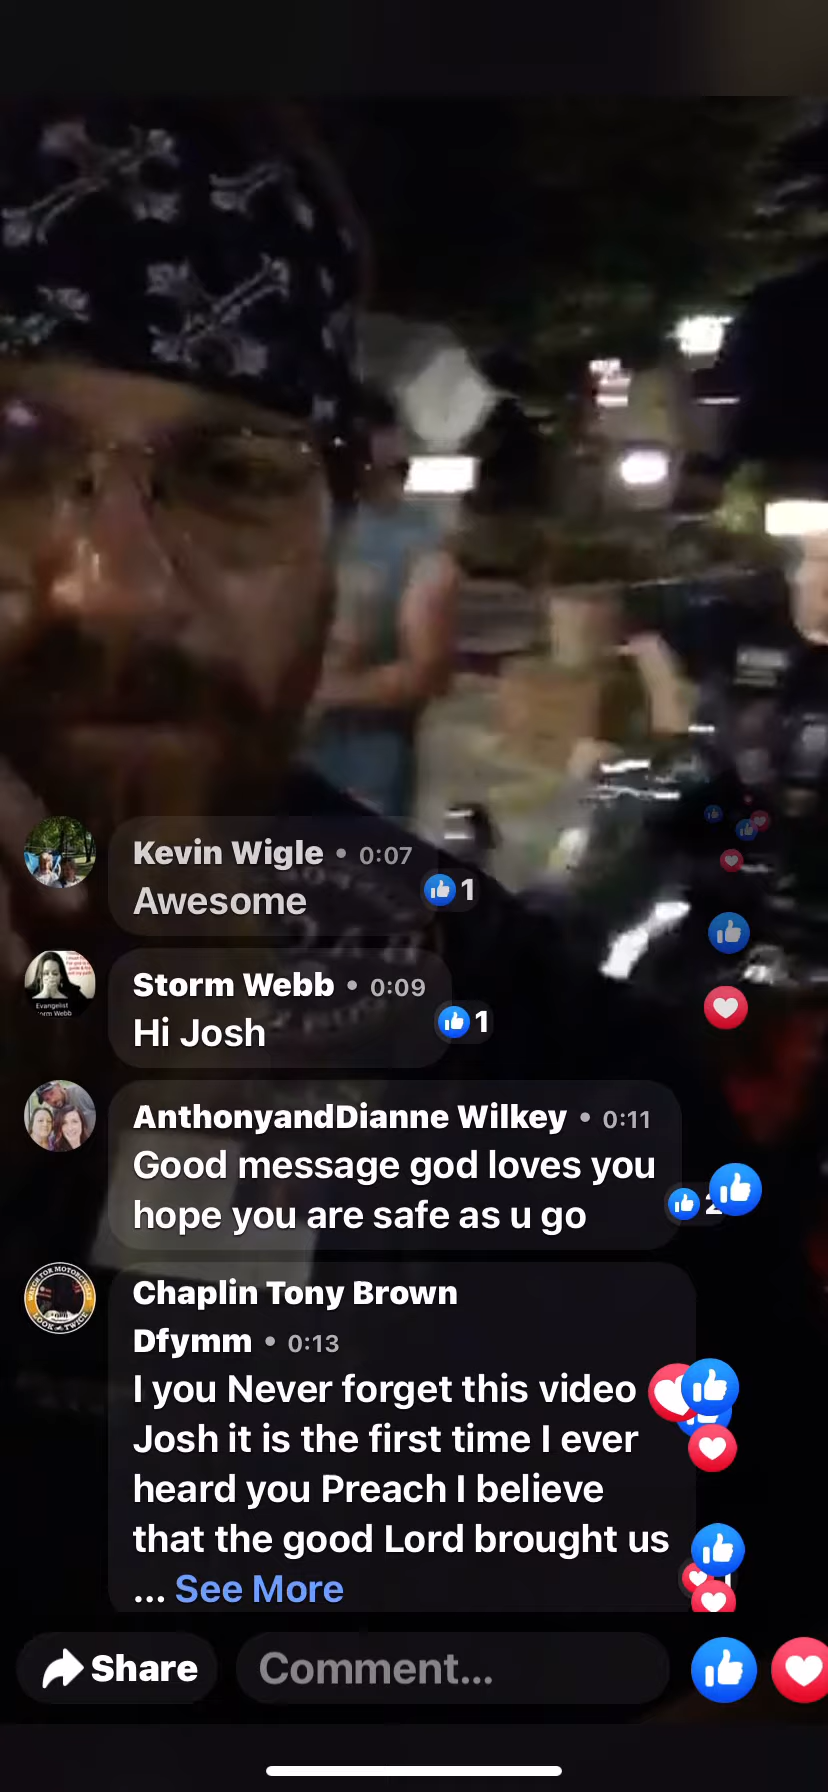 Kevin Wigle • 0:07
Awesome
1
Storm Webb • 0:09
Hi Josh
1
AnthonyandDianne Wilkey • 0:11
Good message god loves you
hope you are safe as u go
2
Chaplin Tony Brown
Dfymm • 0:13
I you Never forget this video
Josh it is the first time I ever
heard you Preach I believe
that the good Lord brought us
... See More
Share
Comment...